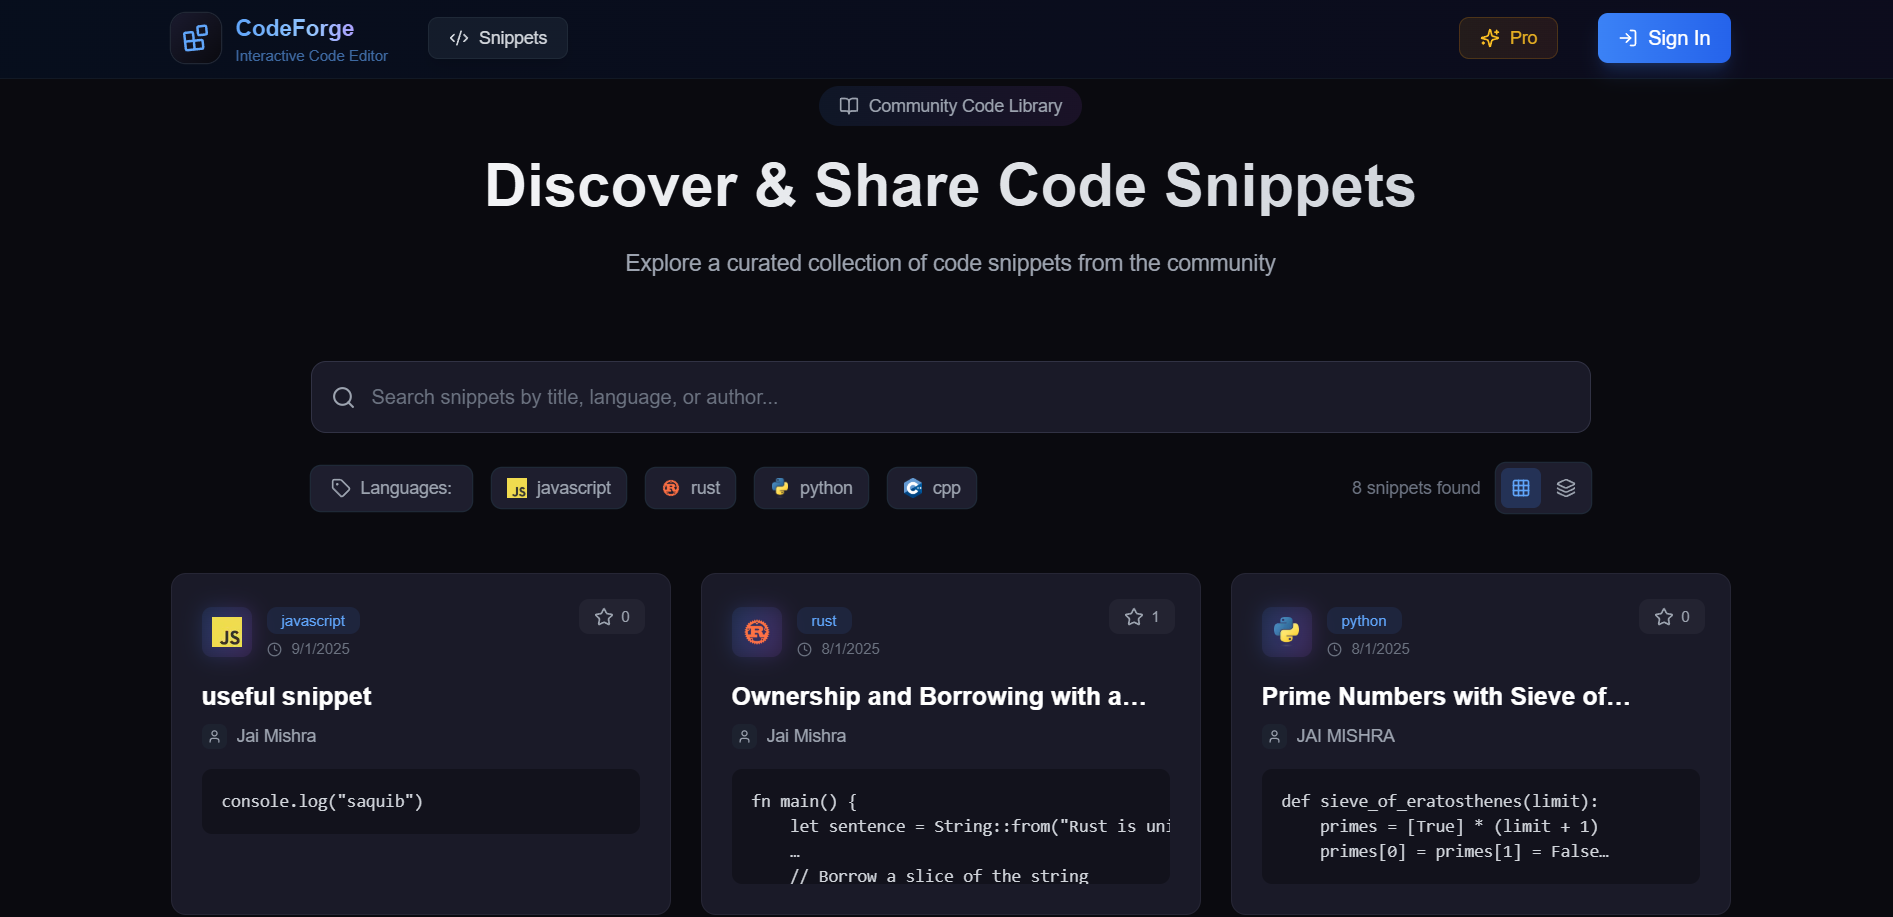 CodeForge
Interactive Code Editor
Snippets
Pro
Sign In
Community Code Library
Discover & Share Code Snippets
Explore a curated collection of code snippets from the community
Search snippets by title, language, or author...
Languages:
JS javascript
rust
python
cpp
8 snippets found
JS
javascript
0
9/1/2025
useful snippet
Jai Mishra
console.log("saquib")
rust
1
8/1/2025
Ownership and Borrowing with a...
Jai Mishra
fn main() {
    let sentence = String::from("Rust is uni
    …
    // Borrow a slice of the string
python
0
8/1/2025
Prime Numbers with Sieve of...
JAI MISHRA
def sieve_of_eratosthenes(limit):
    primes = [True] * (limit + 1)
    primes[0] = primes[1] = False…